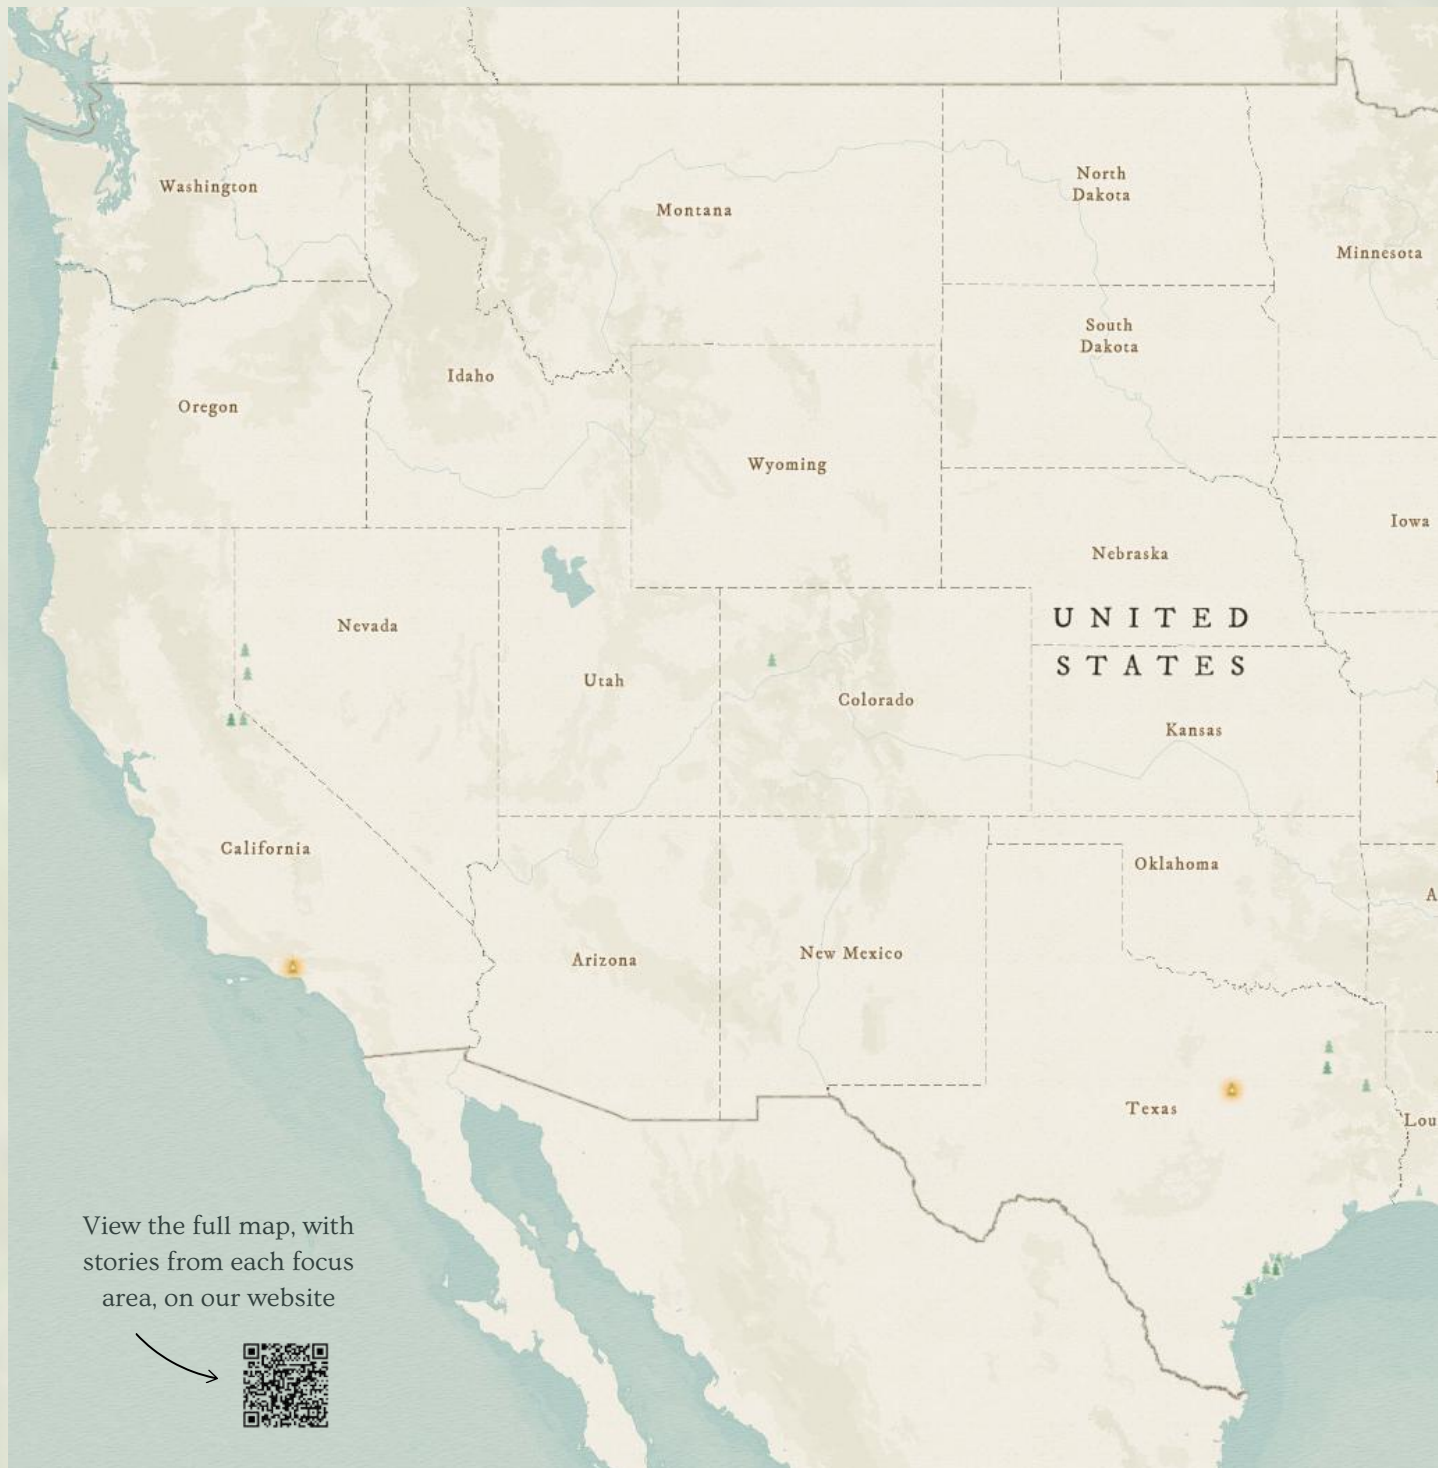 Washington
Montana
North
Dakota
Minnesota
South
Dakota
Idaho
Oregon
Wyoming
Iowa
Nebraska
UNITED
STATES
Nevada
Utah
Colorado
Kansas
California
Oklahoma
A
Arizona
New Mexico
Texas
Lou
View the full map, with
stories from each focus
area, on our website